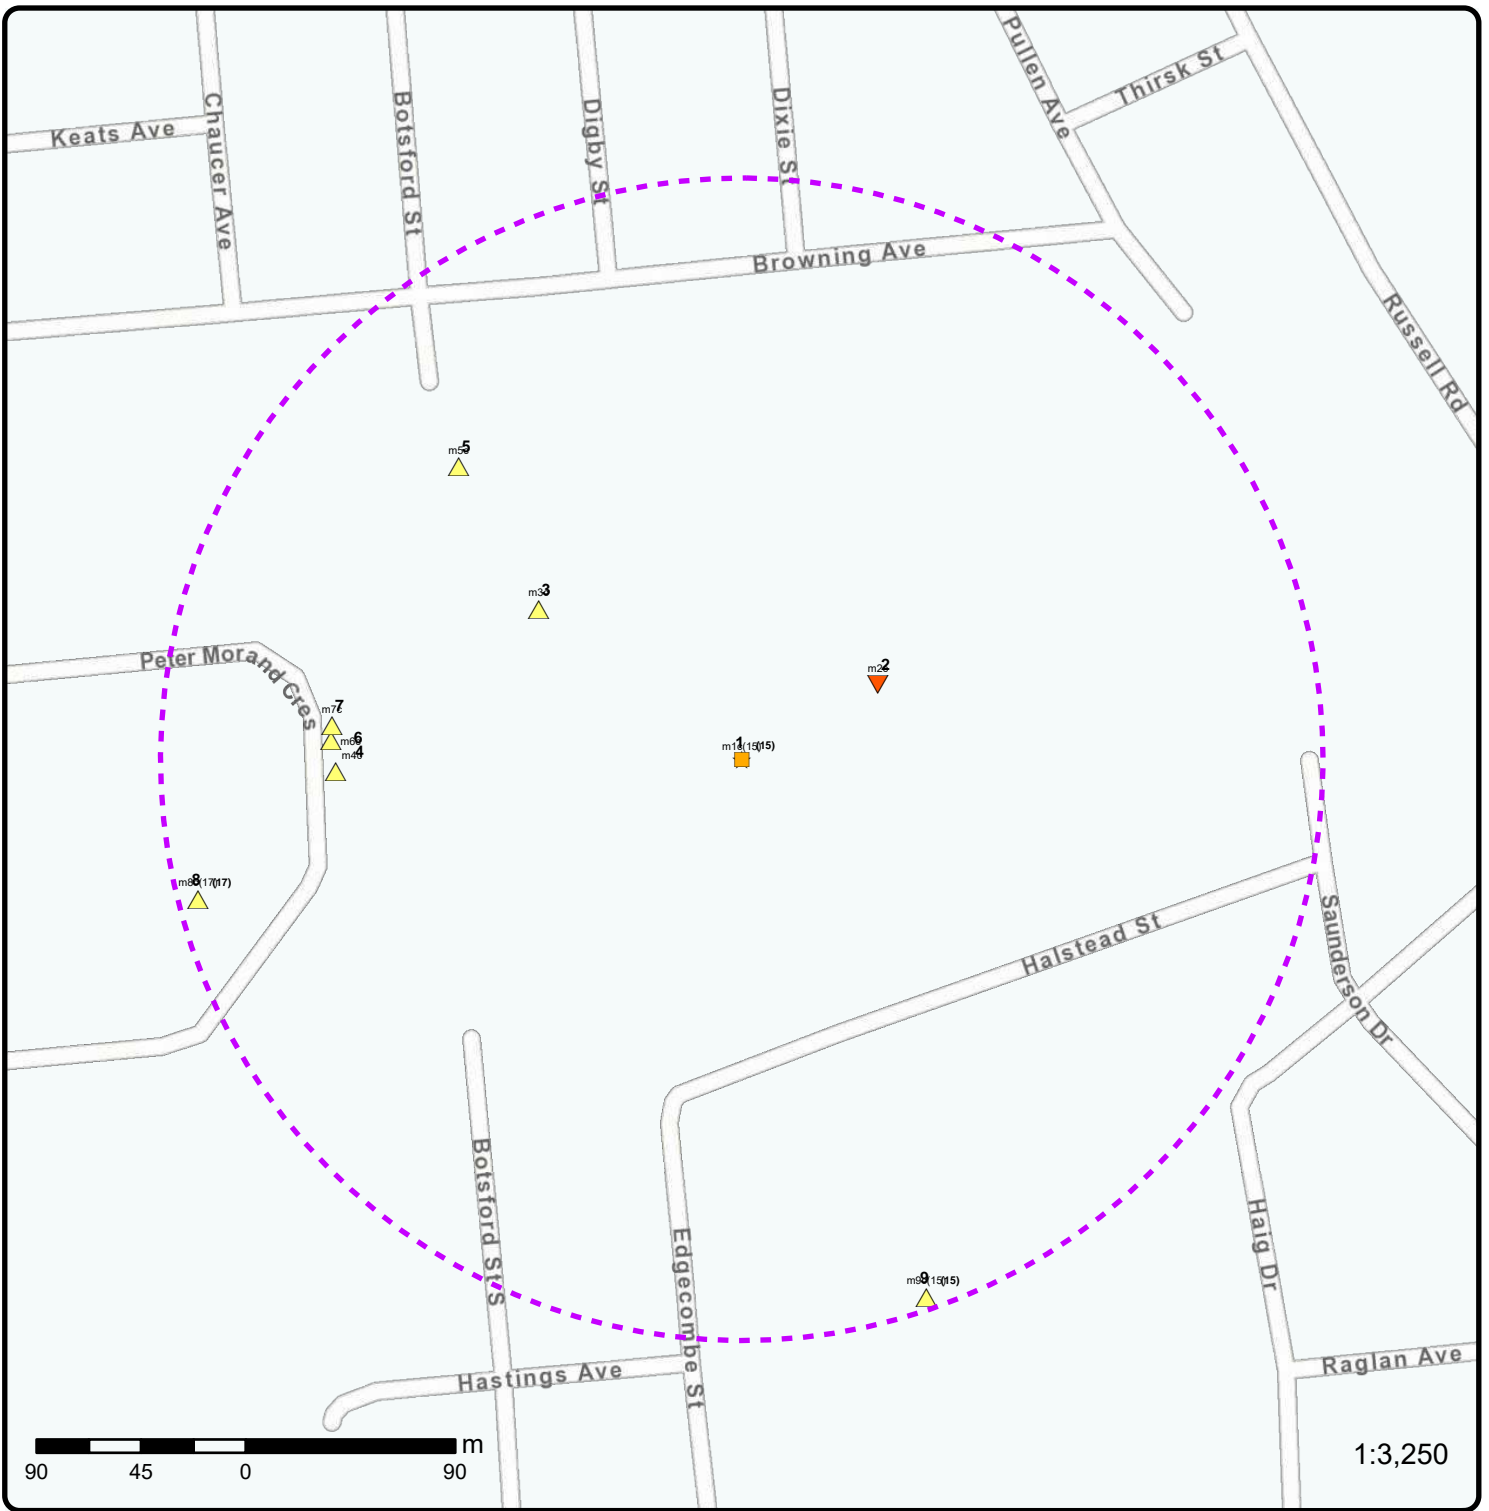 Pullen Ave
Thirsk St
Keats Ave
Chaucer Ave
Botsford St
Digby St
Dixie St
Browning Ave
Russell Rd
5
3
Peter Morand Cres
2
7
6
4
1 (15)
8 (17)
Halstead St
Saunderson Dr
Botsford St S
Edgecombe St
Haig Dr
9 (15)
Hastings Ave
Raglan Ave
m
90 45 0 90
1:3,250